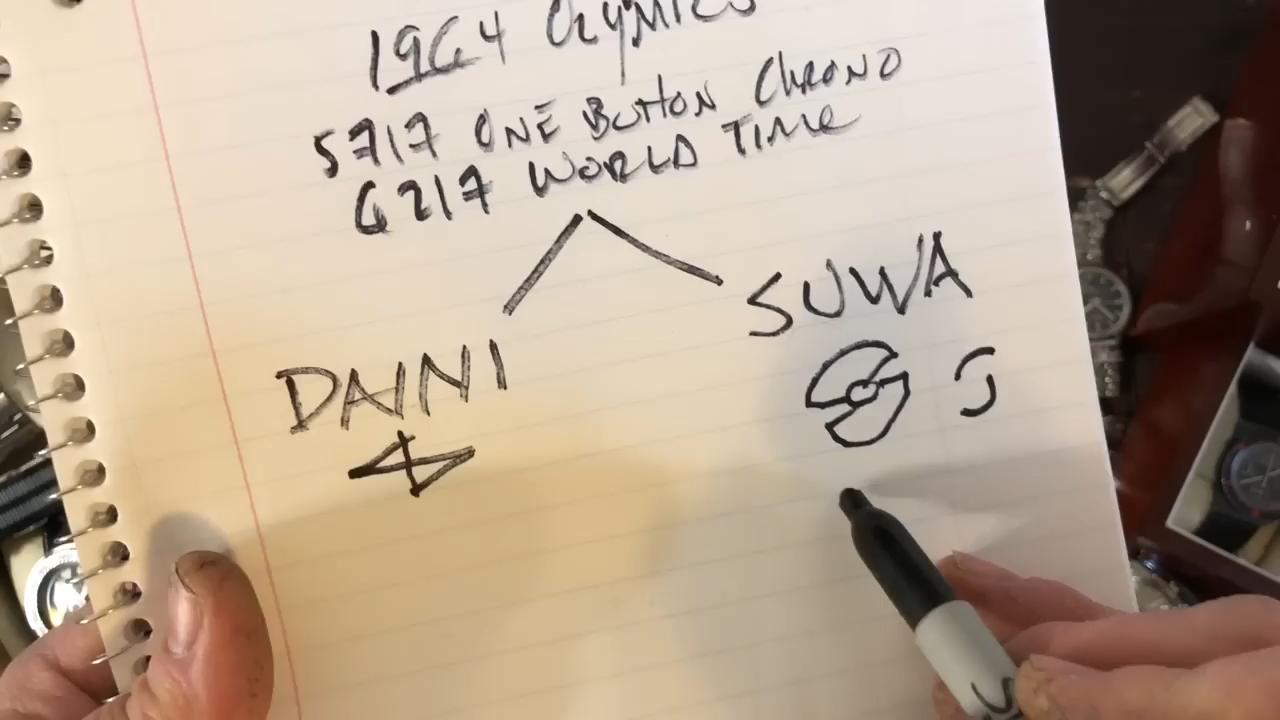 1964 Olympics
5717 ONE BUTTON CHRONO
6217 WORLD TIME
DAINI
SUWA